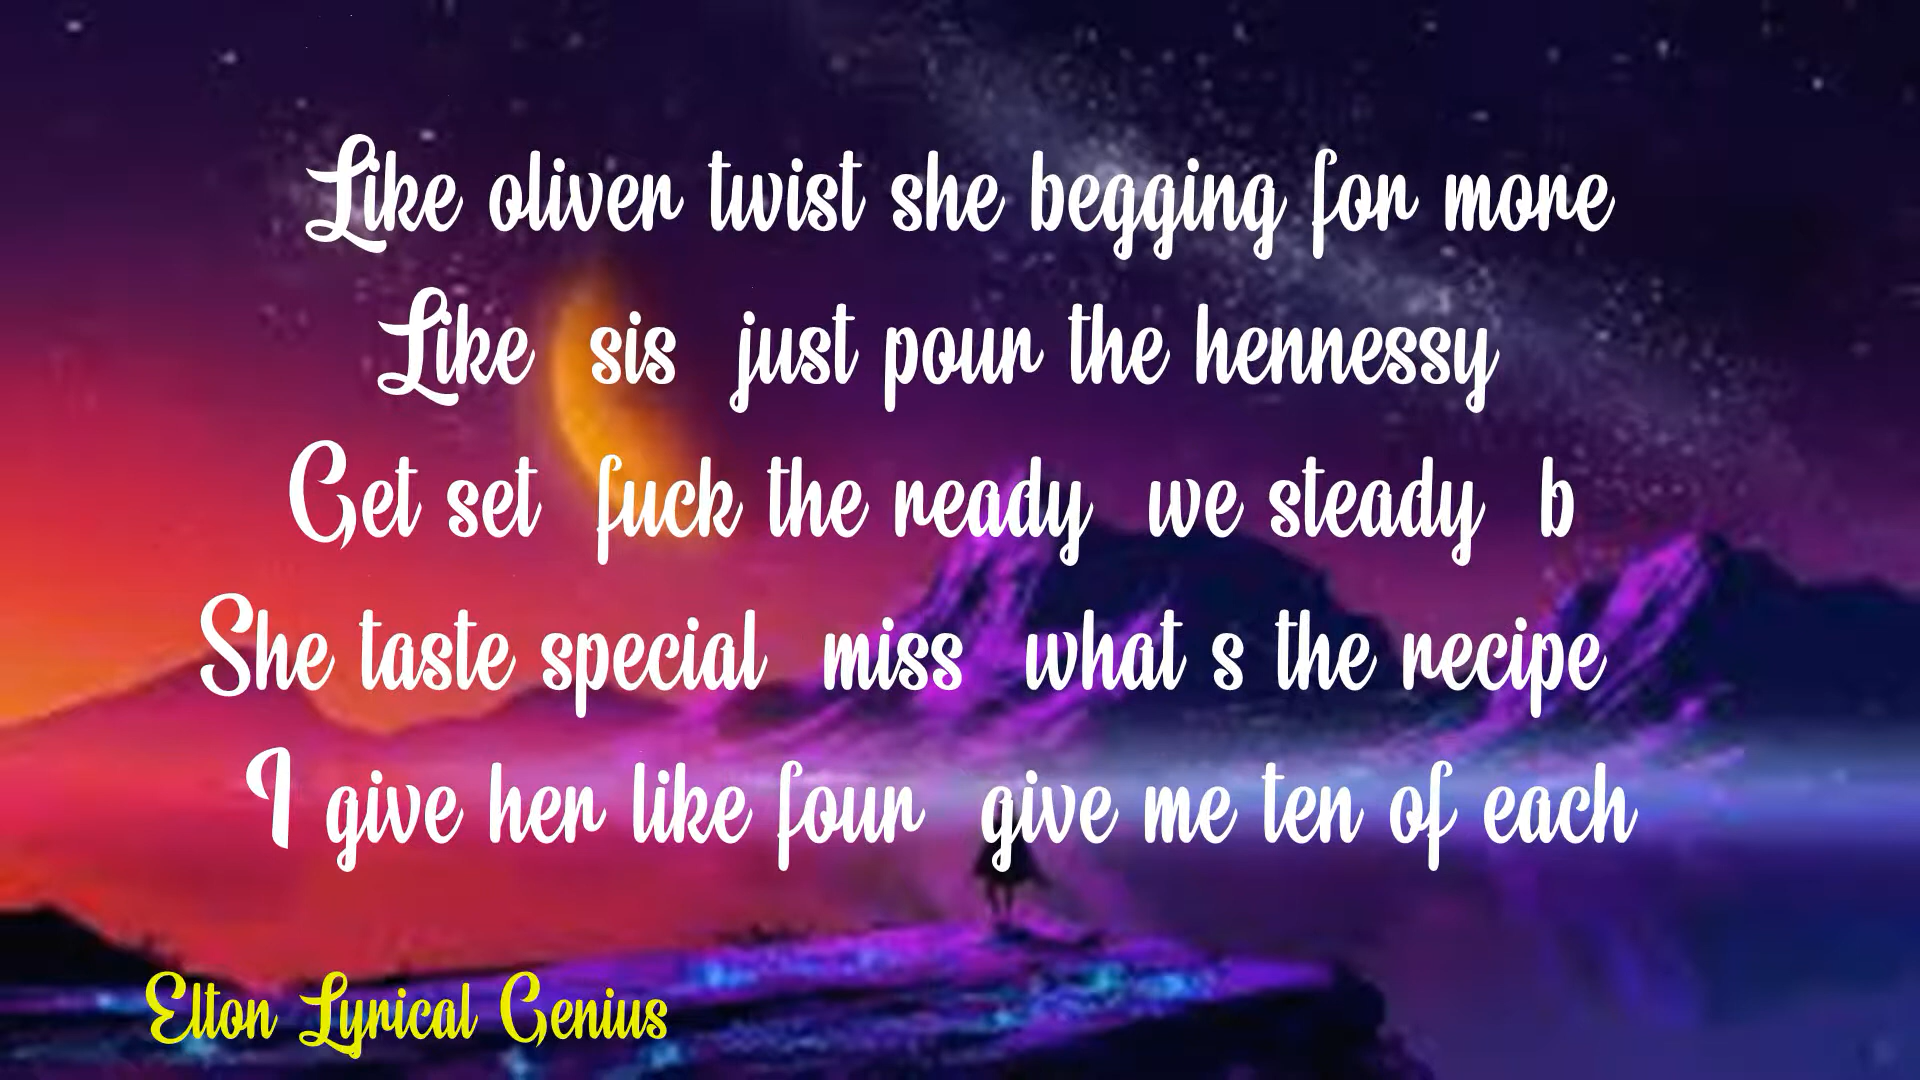 Like oliver twist she begging for more
Like sis just pour the hennessy
Get set fuck the ready we steady b
She taste special miss what s the recipe
I give her like four give me ten of each
Elton Lyrical Genius